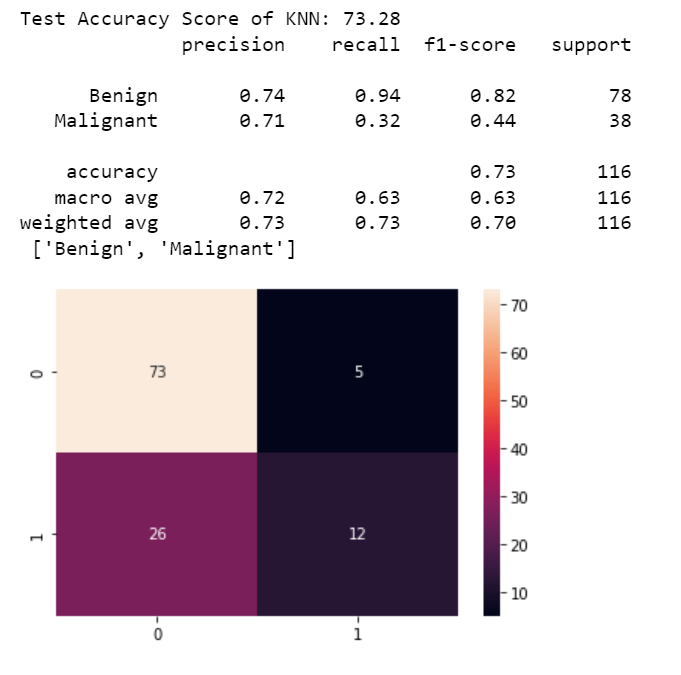 Test Accuracy Score of KNN: 73.28
precision recall f1-score support
Benign 0.74 0.94 0.82 78
Malignant 0.71 0.32 0.44 38
accuracy 0.73 116
macro avg 0.72 0.63 0.63 116
weighted avg 0.73 0.73 0.70 116
['Benign', 'Malignant']
70
0 73 5
60
50
40
30
1 26 12
20
10
0 1